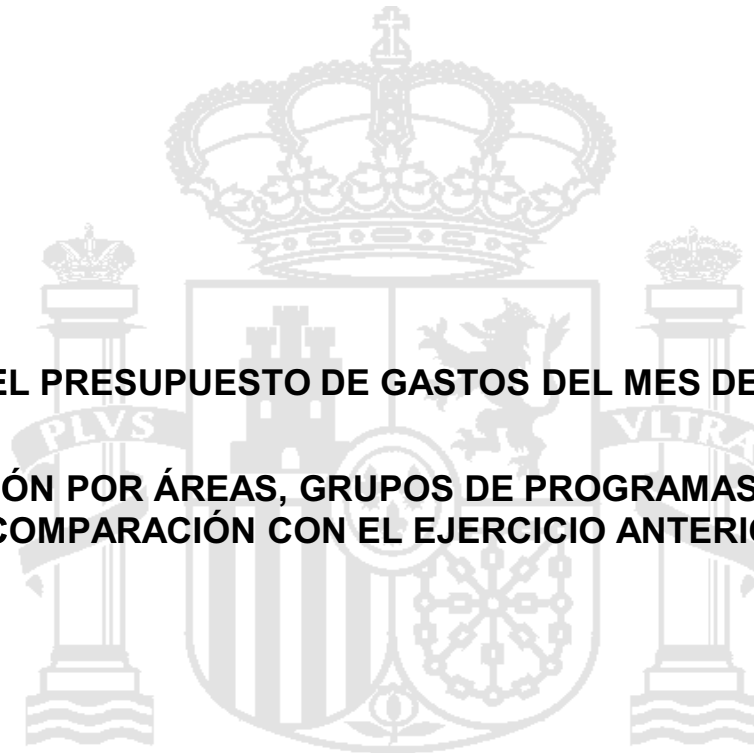 EL PRESUPUESTO DE GASTOS DEL MES DE
PLVS
VLTRA
ÓN POR ÁREAS, GRUPOS DE PROGRAMAS
COMPARACIÓN CON EL EJERCICIO ANTERIO